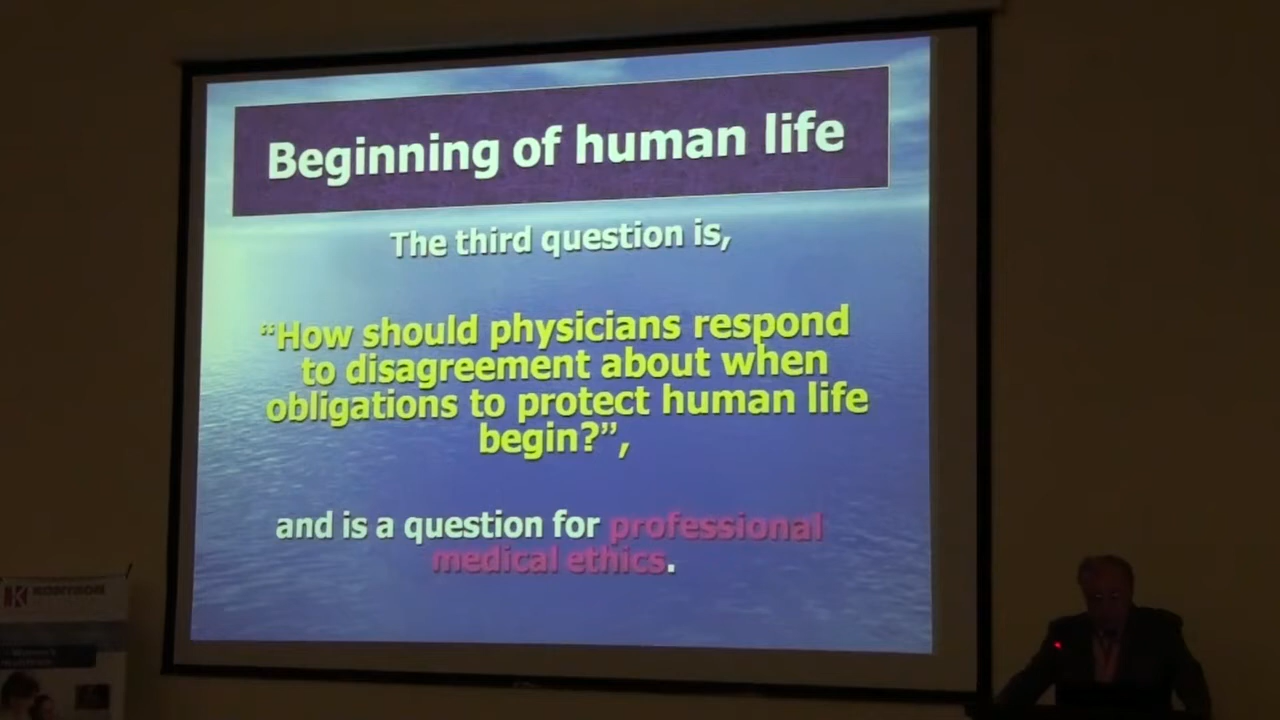 Beginning of human life
The third question is,
“How should physicians respond
to disagreement about when
obligations to protect human life
begin?”,
and is a question for professional
medical ethics.
K